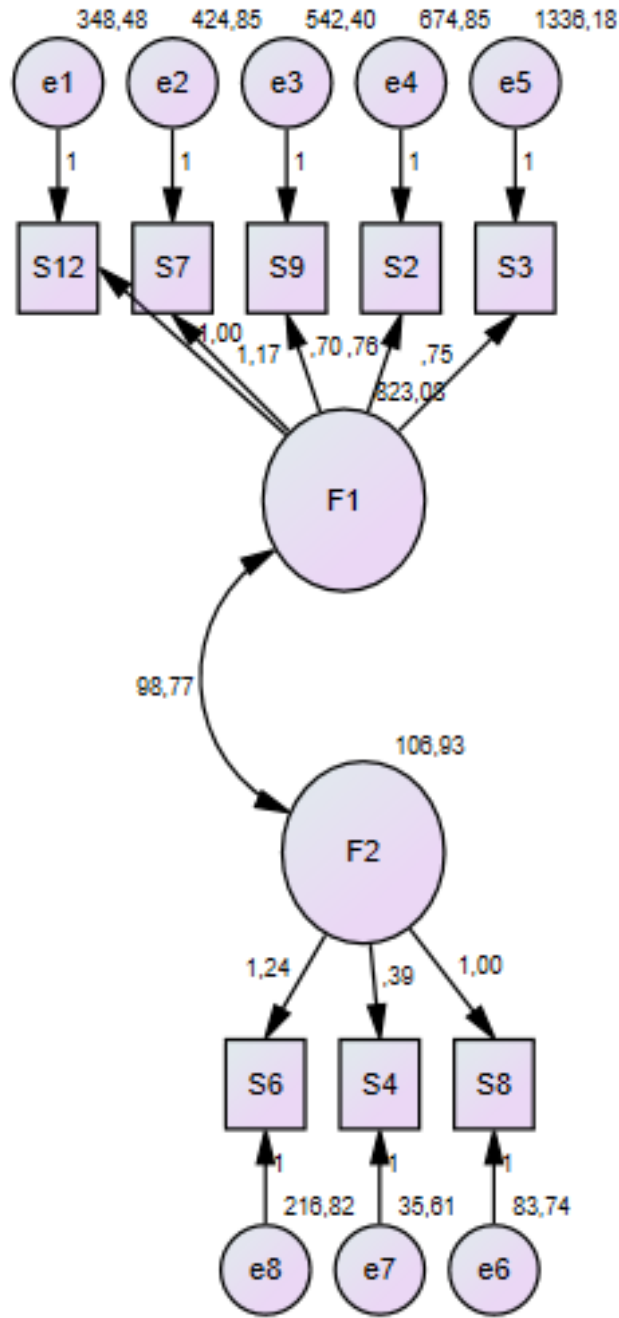 348,48 424,85 542,40 674,85 1336,18
e1 e2 e3 e4 e5
1 1 1 1 1
S12 S7 S9 S2 S3
1,00 1,17 ,70 ,76 ,75
823,08
F1
98,77
106,93
F2
1,24 ,39 1,00
S6 S4 S8
1 1 1
216,82 35,61 83,74
e8 e7 e6